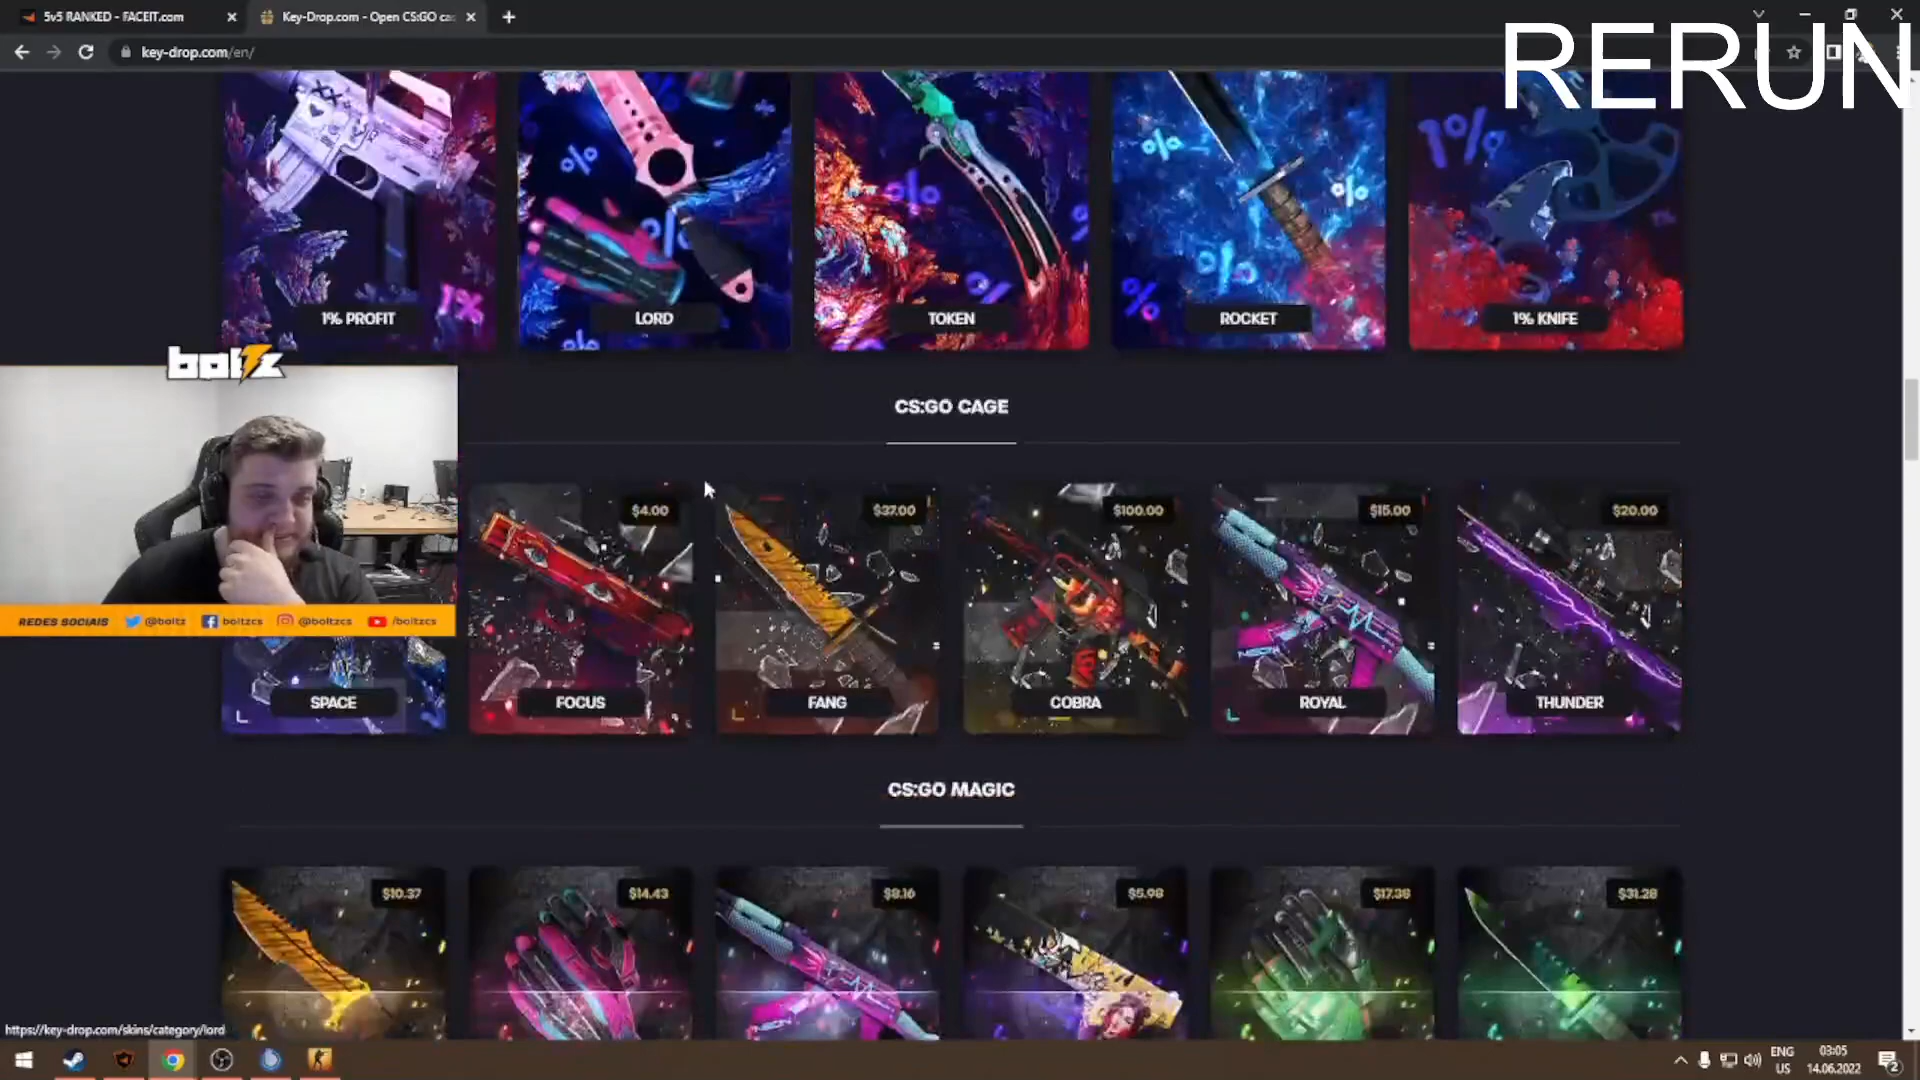 5v5 RANKED - FACEIT.com
Key-Drop.com - Open CS:GO ca
key-drop.com/en/
RERUN
1%
1% PROFIT
LORD
TOKEN
ROCKET
1% KNIFE
boltz
CS:GO CAGE
$4.00
$37.00
$100.00
$15.00
$20.00
REDES SOCIAIS @boltz boltzcs @boltzcs /boltzcs
SPACE
FOCUS
FANG
COBRA
ROYAL
THUNDER
CS:GO MAGIC
$10.37
$14.43
$8.16
$5.98
$17.38
$31.28
https://key-drop.com/skins/category/lord
ENG
US
03:05
14.06.2022
2